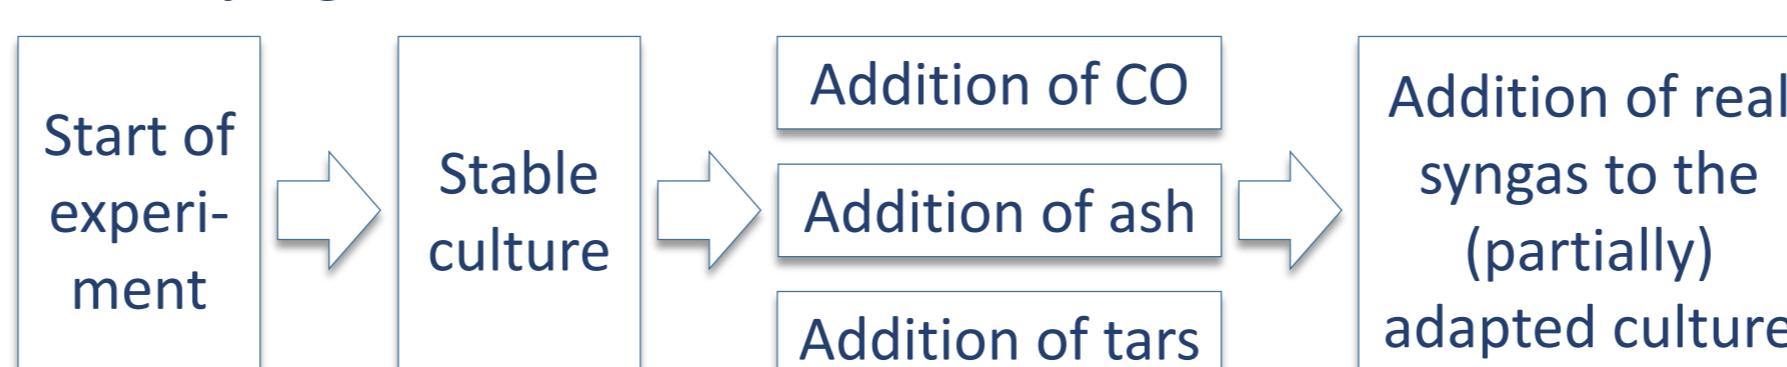 Start of
experi-
ment
Stable
culture
Addition of CO
Addition of ash
Addition of tars
Addition of real
syngas to the
(partially)
adapted culture